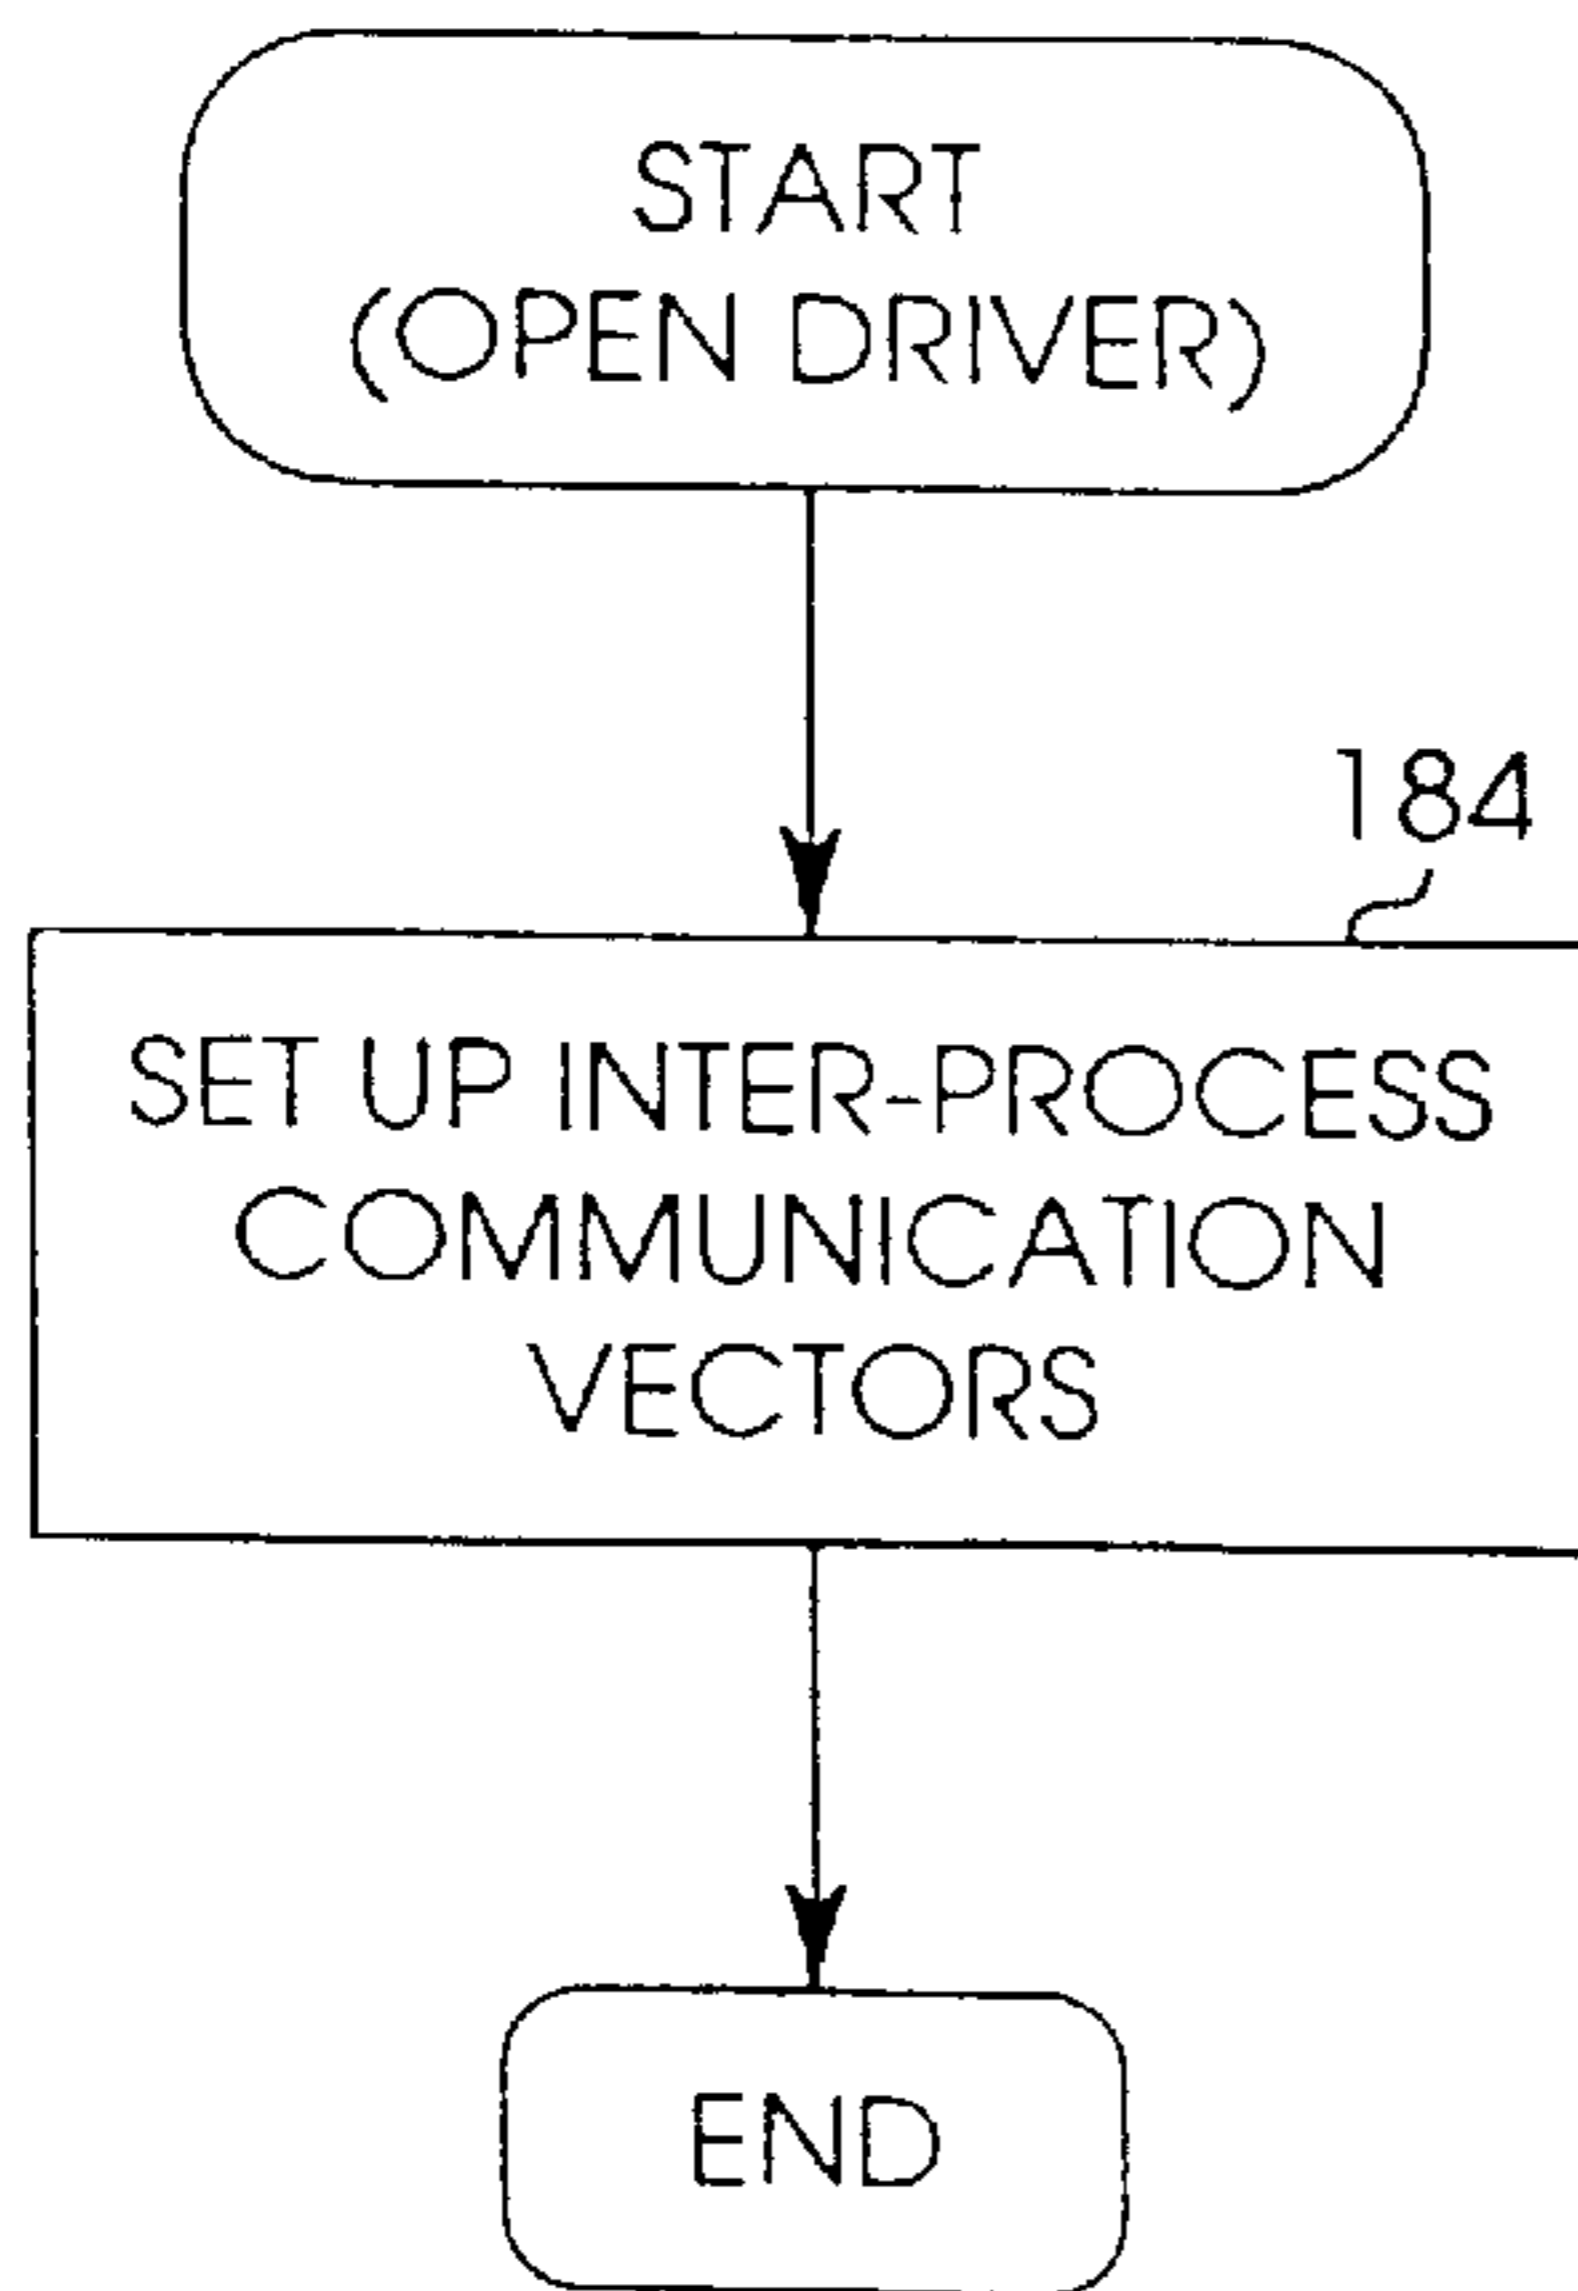 START
(OPEN DRIVER)
184
SET UP INTER-PROCESS
COMMUNICATION
VECTORS
END